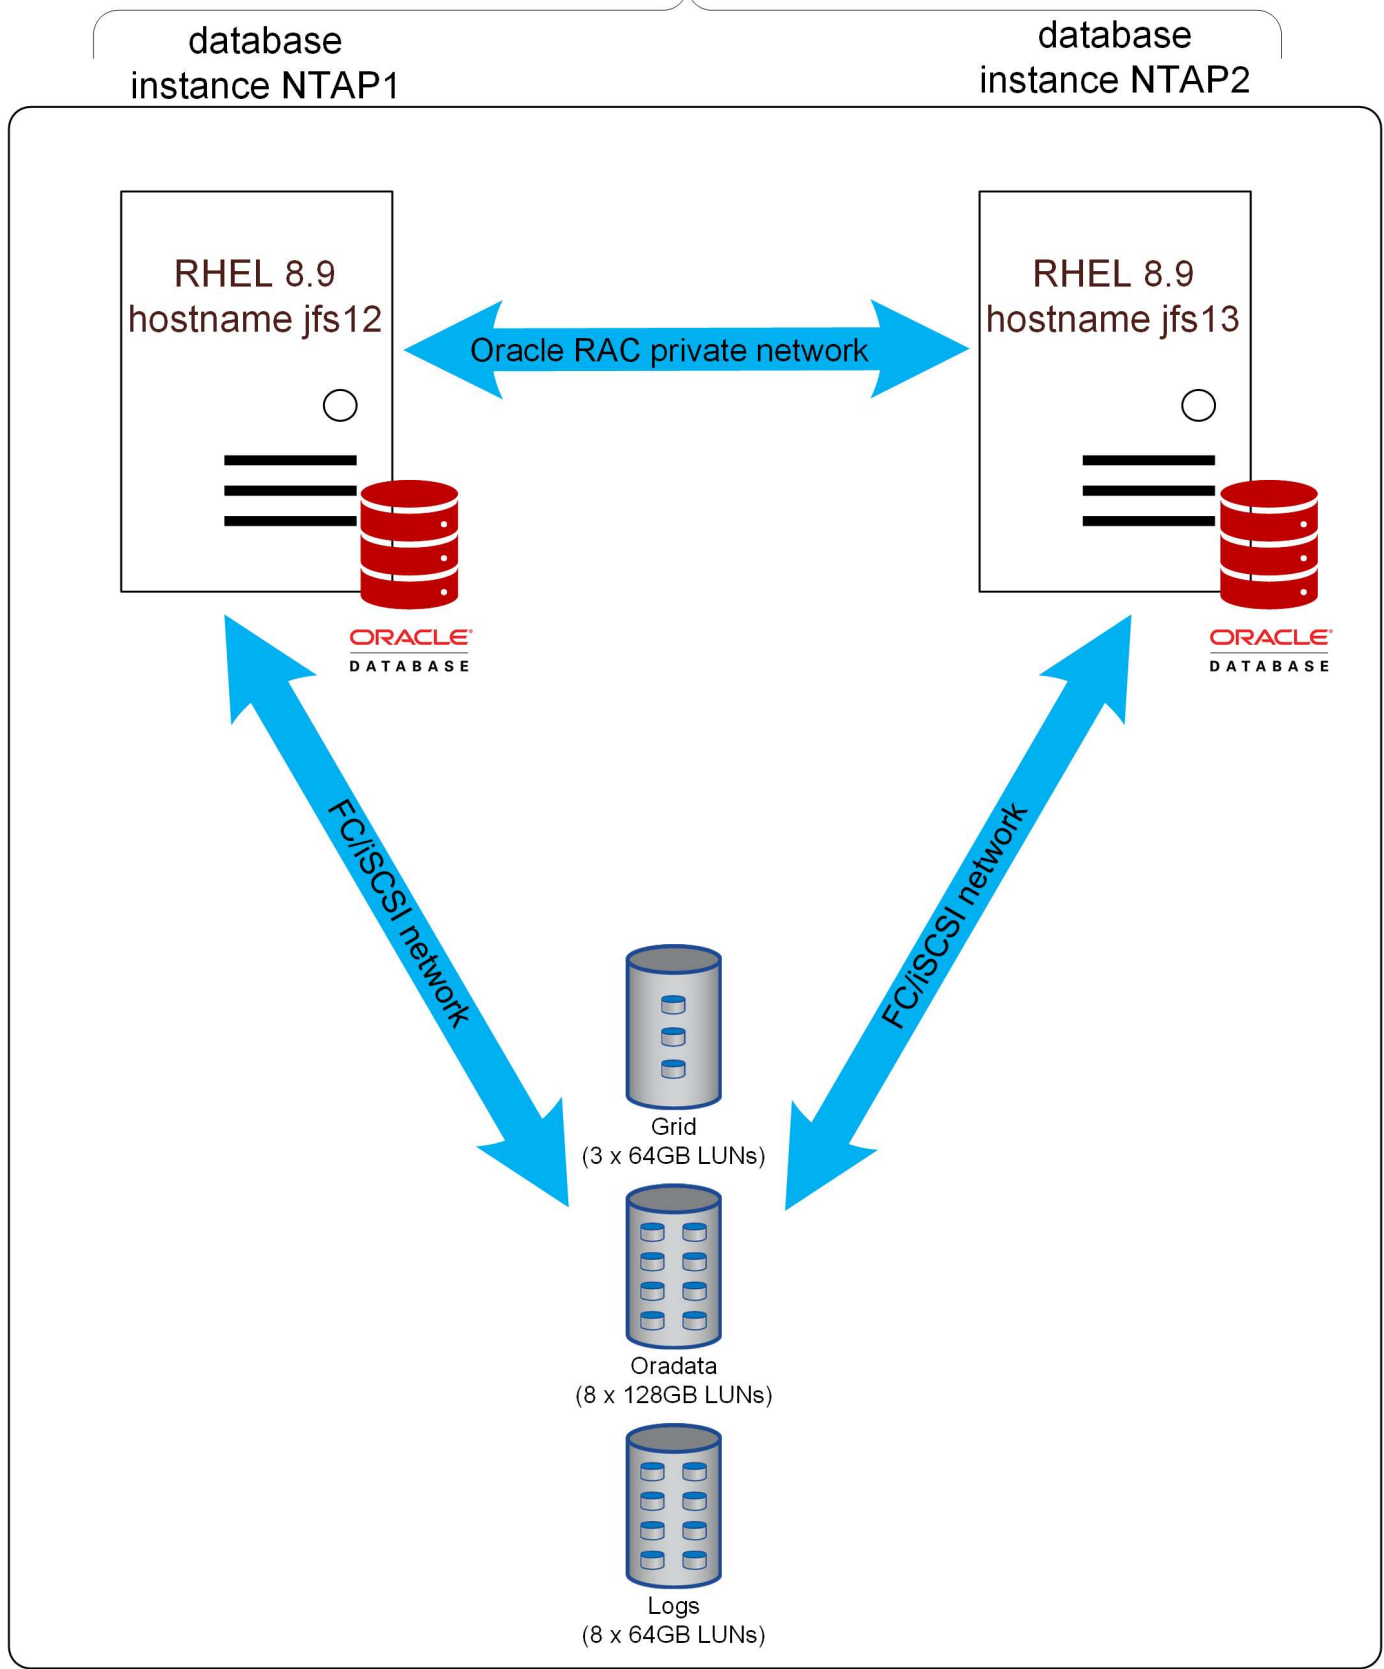 database
instance NTAP1
database
instance NTAP2
RHEL 8.9
hostname jfs12
RHEL 8.9
hostname jfs13
Oracle RAC private network
ORACLE®
DATABASE
ORACLE®
DATABASE
FC/iSCSI network
FC/iSCSI network
Grid
(3 x 64GB LUNs)
Oradata
(8 x 128GB LUNs)
Logs
(8 x 64GB LUNs)